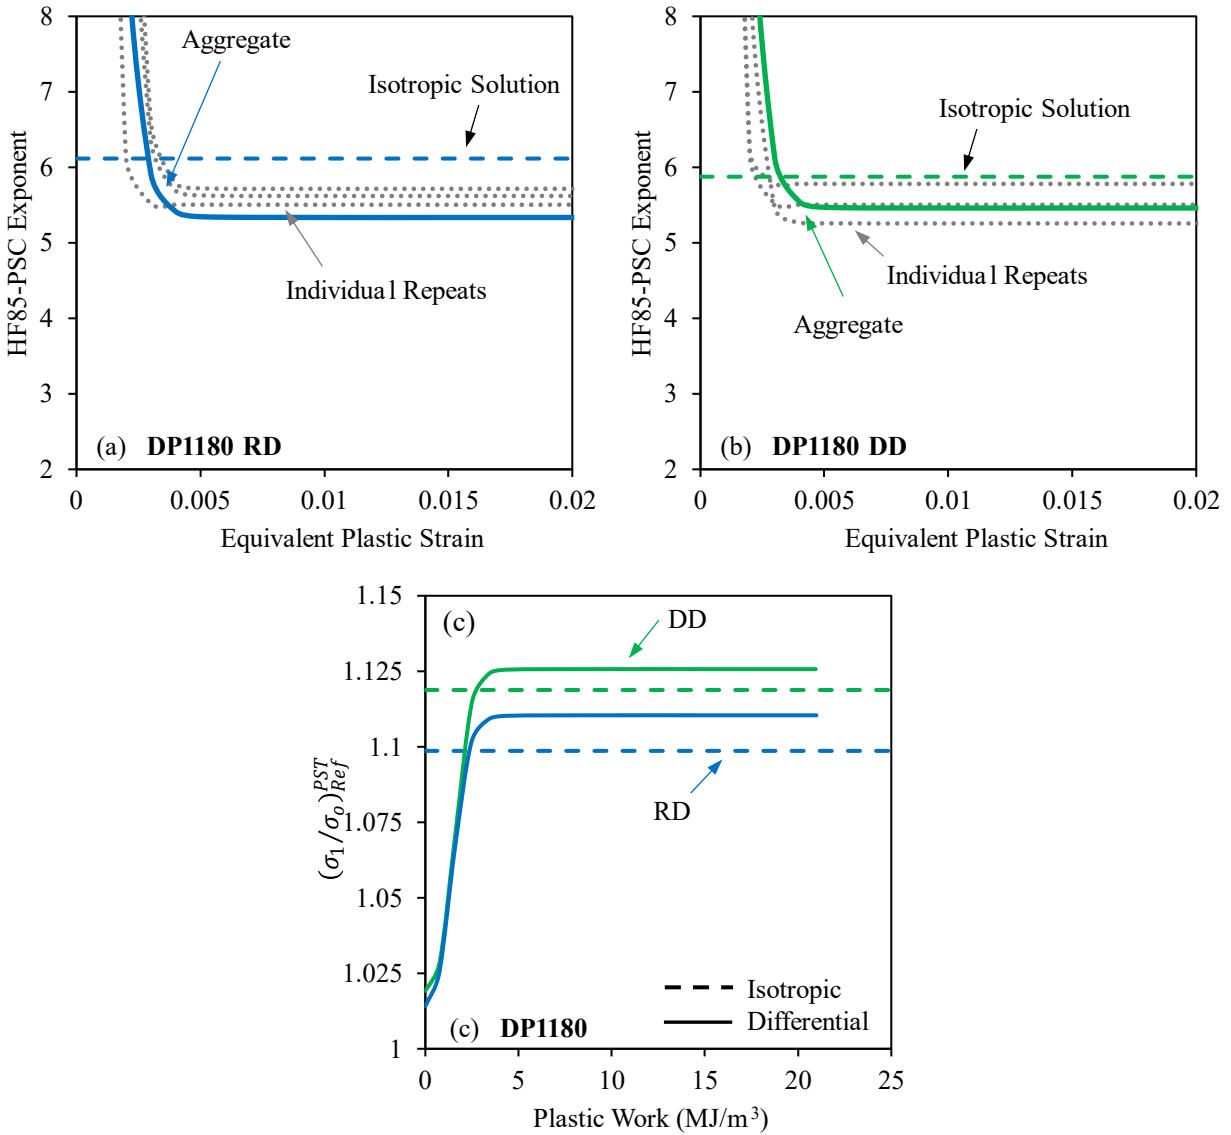 8
7
6
5
4
3
2
HF85-PSC Exponent
Aggregate
Isotropic Solution
Individual Repeats
(a) DP1180 RD
0 0.005 0.01 0.015 0.02
Equivalent Plastic Strain
8
7
6
5
4
3
2
HF85-PSC Exponent
Isotropic Solution
Individual Repeats
Aggregate
(b) DP1180 DD
0 0.005 0.01 0.015 0.02
Equivalent Plastic Strain
1.15
1.125
1.1
1.075
1.05
1.025
1
(σ₁/σₒ)^{PST}_{Ref}
(c)
DD
RD
Isotropic
Differential
(c) DP1180
0 5 10 15 20 25
Plastic Work (MJ/m³)